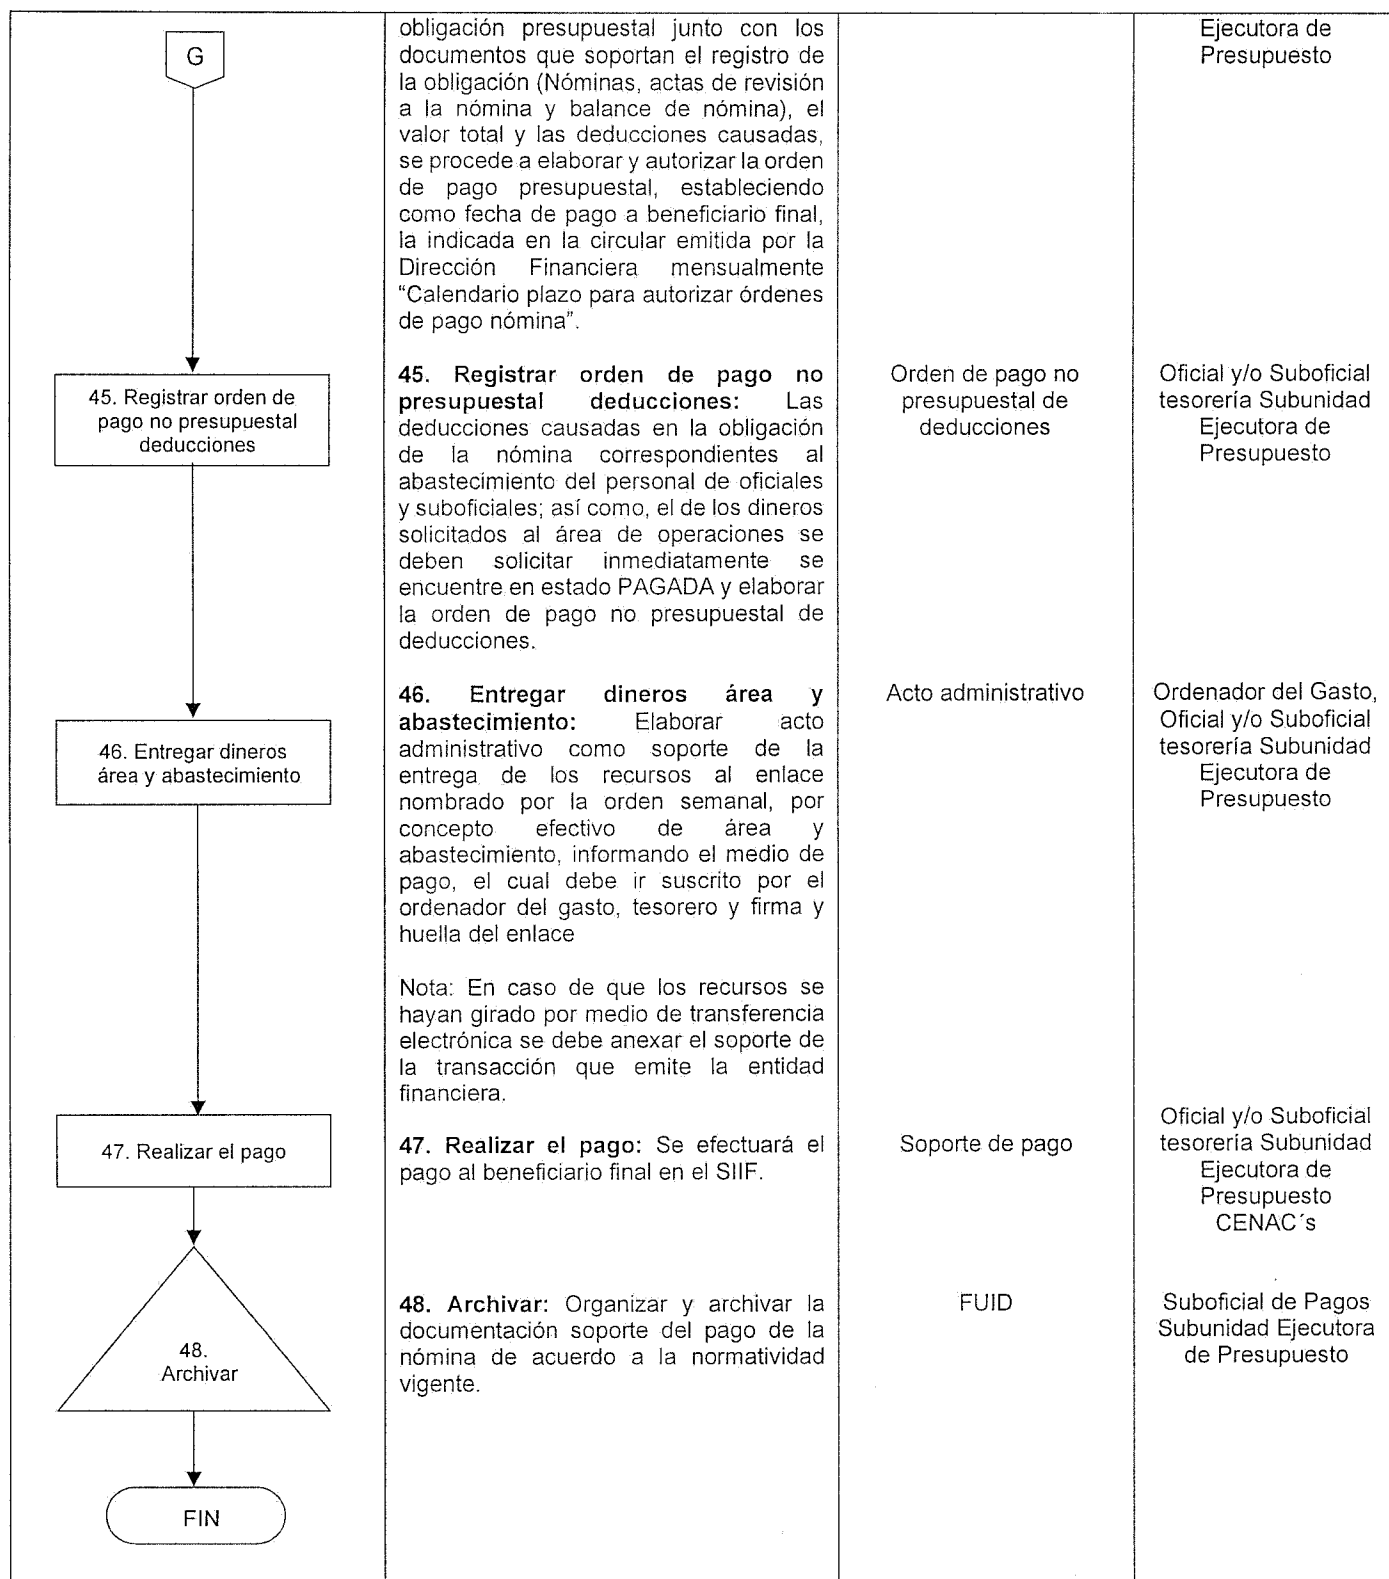 G
obligación presupuestal junto con los
documentos que soportan el registro de
la obligación (Nóminas, actas de revisión
a la nómina y balance de nómina), el
valor total y las deducciones causadas,
se procede a elaborar y autorizar la orden
de pago presupuestal, estableciendo
como fecha de pago a beneficiario final,
la indicada en la circular emitida por la
Dirección Financiera mensualmente
“Calendario plazo para autorizar órdenes
de pago nómina”.
Ejecutora de
Presupuesto
45. Registrar orden de
pago no presupuestal
deducciones
45. Registrar orden de pago no
presupuestal deducciones: Las
deducciones causadas en la obligación
de la nómina correspondientes al
abastecimiento del personal de oficiales
y suboficiales; así como, el de los dineros
solicitados al área de operaciones se
deben solicitar inmediatamente se
encuentre en estado PAGADA y elaborar
la orden de pago no presupuestal de
deducciones.
Orden de pago no
presupuestal de
deducciones
Oficial y/o Suboficial
tesorería Subunidad
Ejecutora de
Presupuesto
46. Entregar dineros
área y abastecimiento
46. Entregar dineros área y
abastecimiento: Elaborar acto
administrativo como soporte de la
entrega de los recursos al enlace
nombrado por la orden semanal, por
concepto efectivo de área y
abastecimiento, informando el medio de
pago, el cual debe ir suscrito por el
ordenador del gasto, tesorero y firma y
huella del enlace
Nota: En caso de que los recursos se
hayan girado por medio de transferencia
electrónica se debe anexar el soporte de
la transacción que emite la entidad
financiera.
Acto administrativo
Ordenador del Gasto,
Oficial y/o Suboficial
tesorería Subunidad
Ejecutora de
Presupuesto
47. Realizar el pago
47. Realizar el pago: Se efectuará el
pago al beneficiario final en el SIIF.
Soporte de pago
Oficial y/o Suboficial
tesorería Subunidad
Ejecutora de
Presupuesto
CENAC´s
48.
Archivar
48. Archivar: Organizar y archivar la
documentación soporte del pago de la
nómina de acuerdo a la normatividad
vigente.
FUID
Suboficial de Pagos
Subunidad Ejecutora
de Presupuesto
FIN